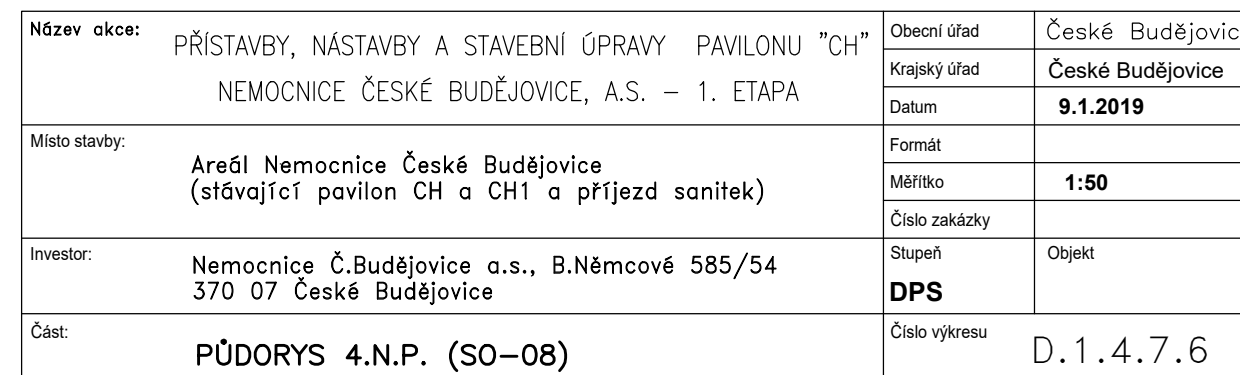 Název akce:
PŘÍSTAVBY, NÁSTAVBY A STAVEBNÍ ÚPRAVY PAVILONU "CH"
NEMOCNICE ČESKÉ BUDĚJOVICE, A.S. – 1. ETAPA
Obecní úřad
České Budějovic
Krajský úřad
České Budějovice
Datum
9.1.2019
Místo stavby:
Areál Nemocnice České Budějovice
(stávající pavilon CH a CH1 a příjezd sanitek)
Formát
Měřítko
1:50
Číslo zakázky
Investor:
Nemocnice Č.Budějovice a.s., B.Němcové 585/54
370 07 České Budějovice
Stupeň
DPS
Objekt
Část:
PŮDORYS 4.N.P. (SO–08)
Číslo výkresu
D.1.4.7.6